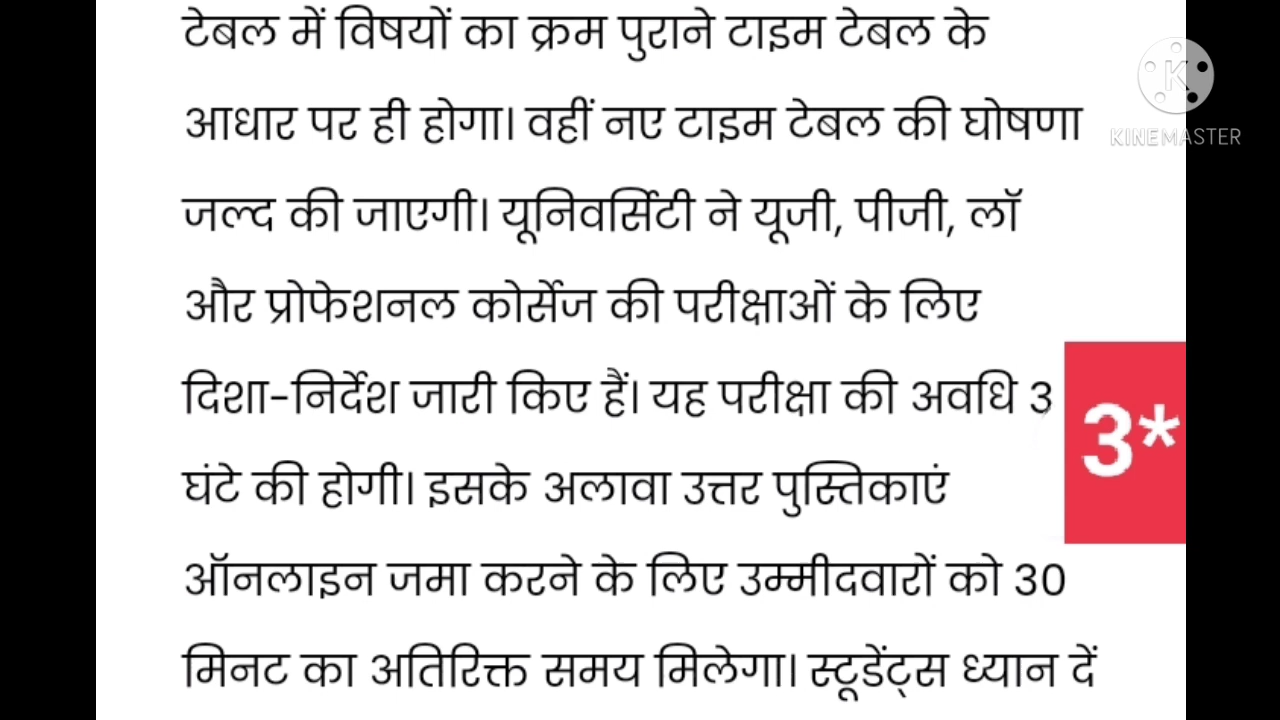 टेबल में विषयों का क्रम पुराने टाइम टेबल के
आधार पर ही होगा। वहीं नए टाइम टेबल की घोषणा
जल्द की जाएगी। यूनिवर्सिटी ने यूजी, पीजी, लॉ
और प्रोफेशनल कोर्सेज की परीक्षाओं के लिए
दिशा-निर्देश जारी किए हैं। यह परीक्षा की अवधि 3
घंटे की होगी। इसके अलावा उत्तर पुस्तिकाएं
ऑनलाइन जमा करने के लिए उम्मीदवारों को 30
मिनट का अतिरिक्त समय मिलेगा। स्टूडेंट्स ध्यान दें
K
KINEMASTER
3*